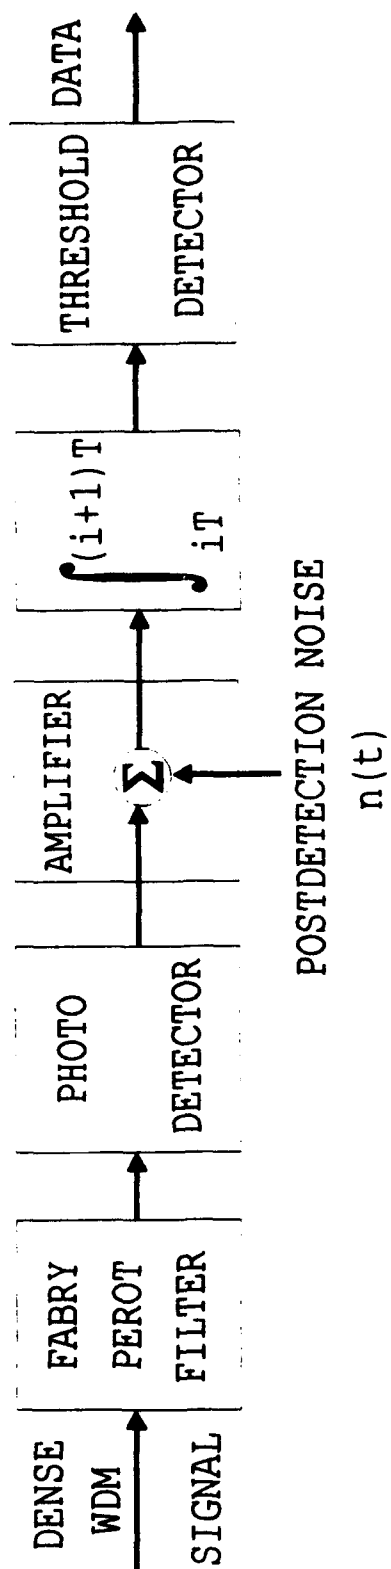 DENSE
WDM
SIGNAL
FABRY
PEROT
FILTER
PHOTO
DETECTOR
AMPLIFIER
Σ
POSTDETECTION NOISE
n(t)
∫
(i+1)T
iT
THRESHOLD
DETECTOR
DATA